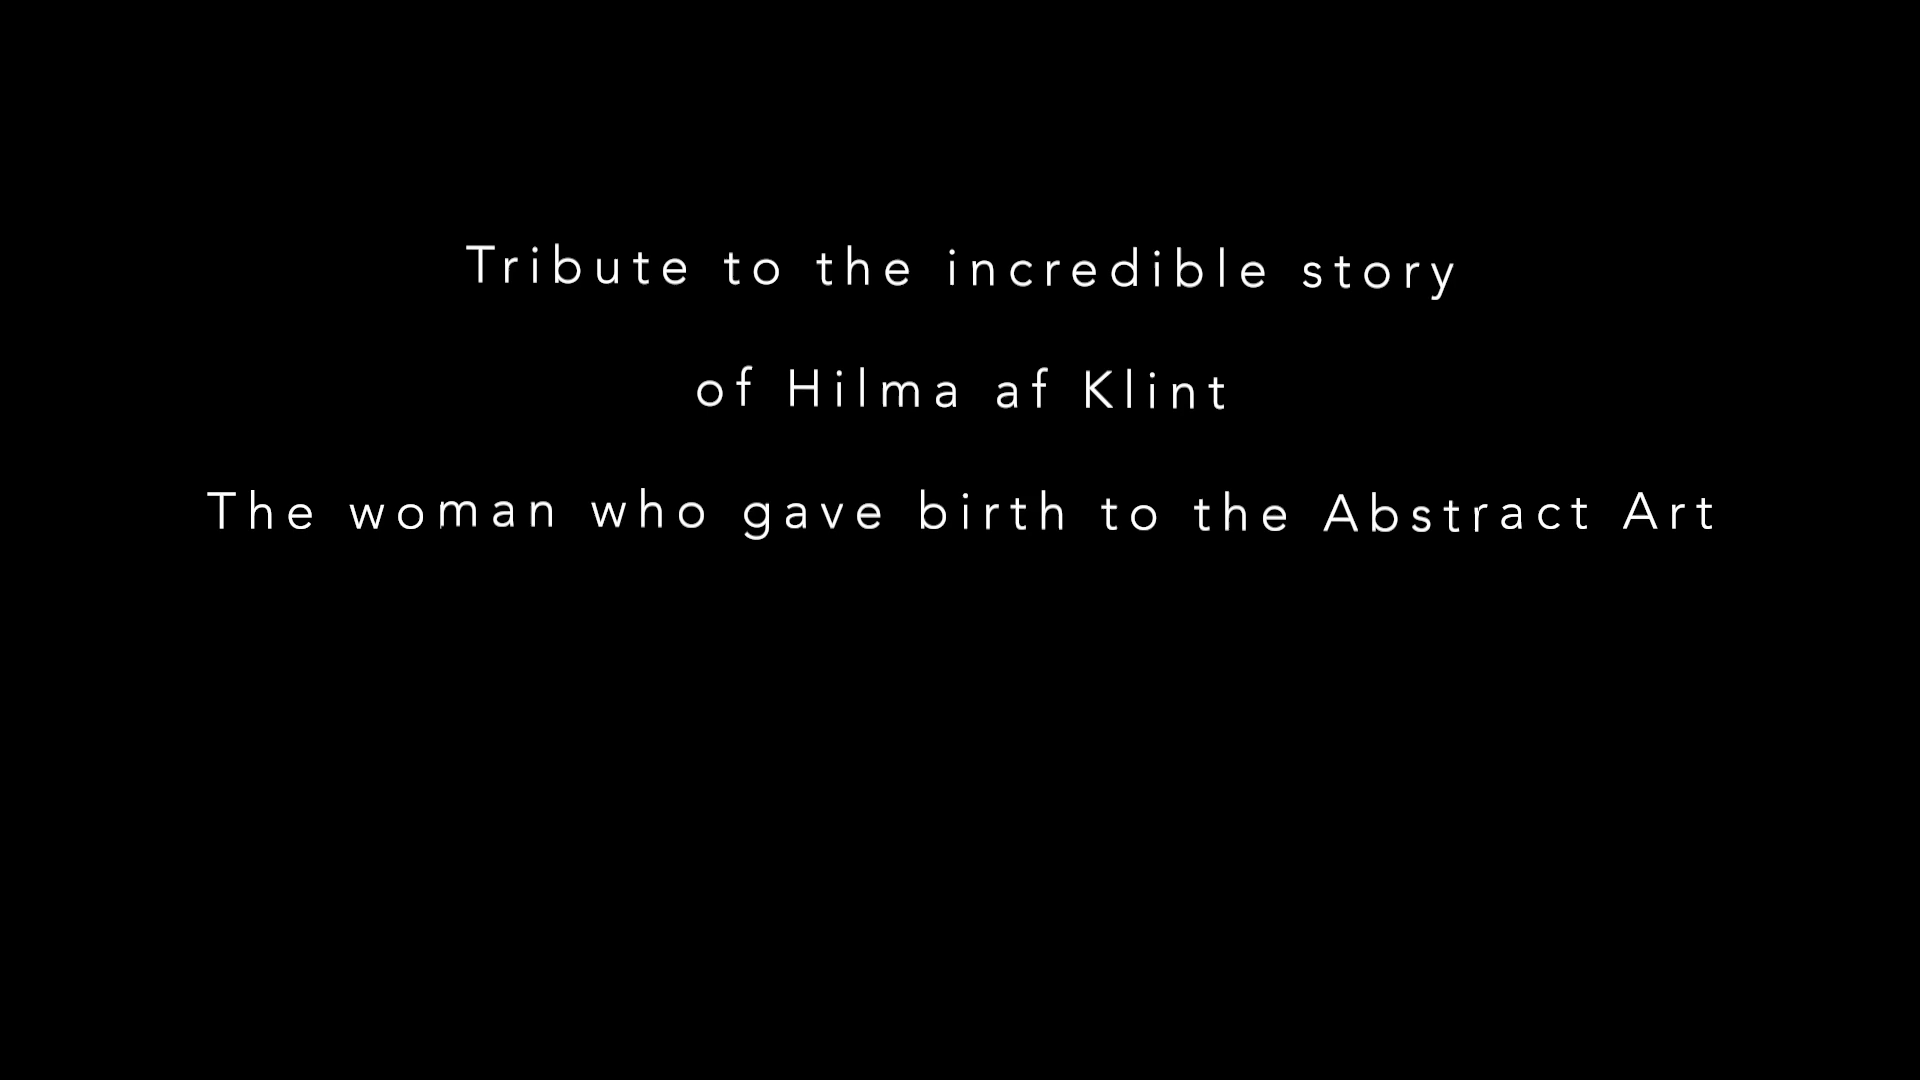 Tribute to the incredible story
of Hilma af Klint
The woman who gave birth to the Abstract Art